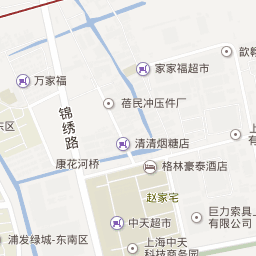 歆
家家福超市
万家福
蓓民冲压件厂
锦绣路
东区
清清烟糖店
康花河桥
格林豪泰酒店
赵家宅
巨力索具
有限公
中天超市
浦发绿城-东南区
上海中天
科技商务园